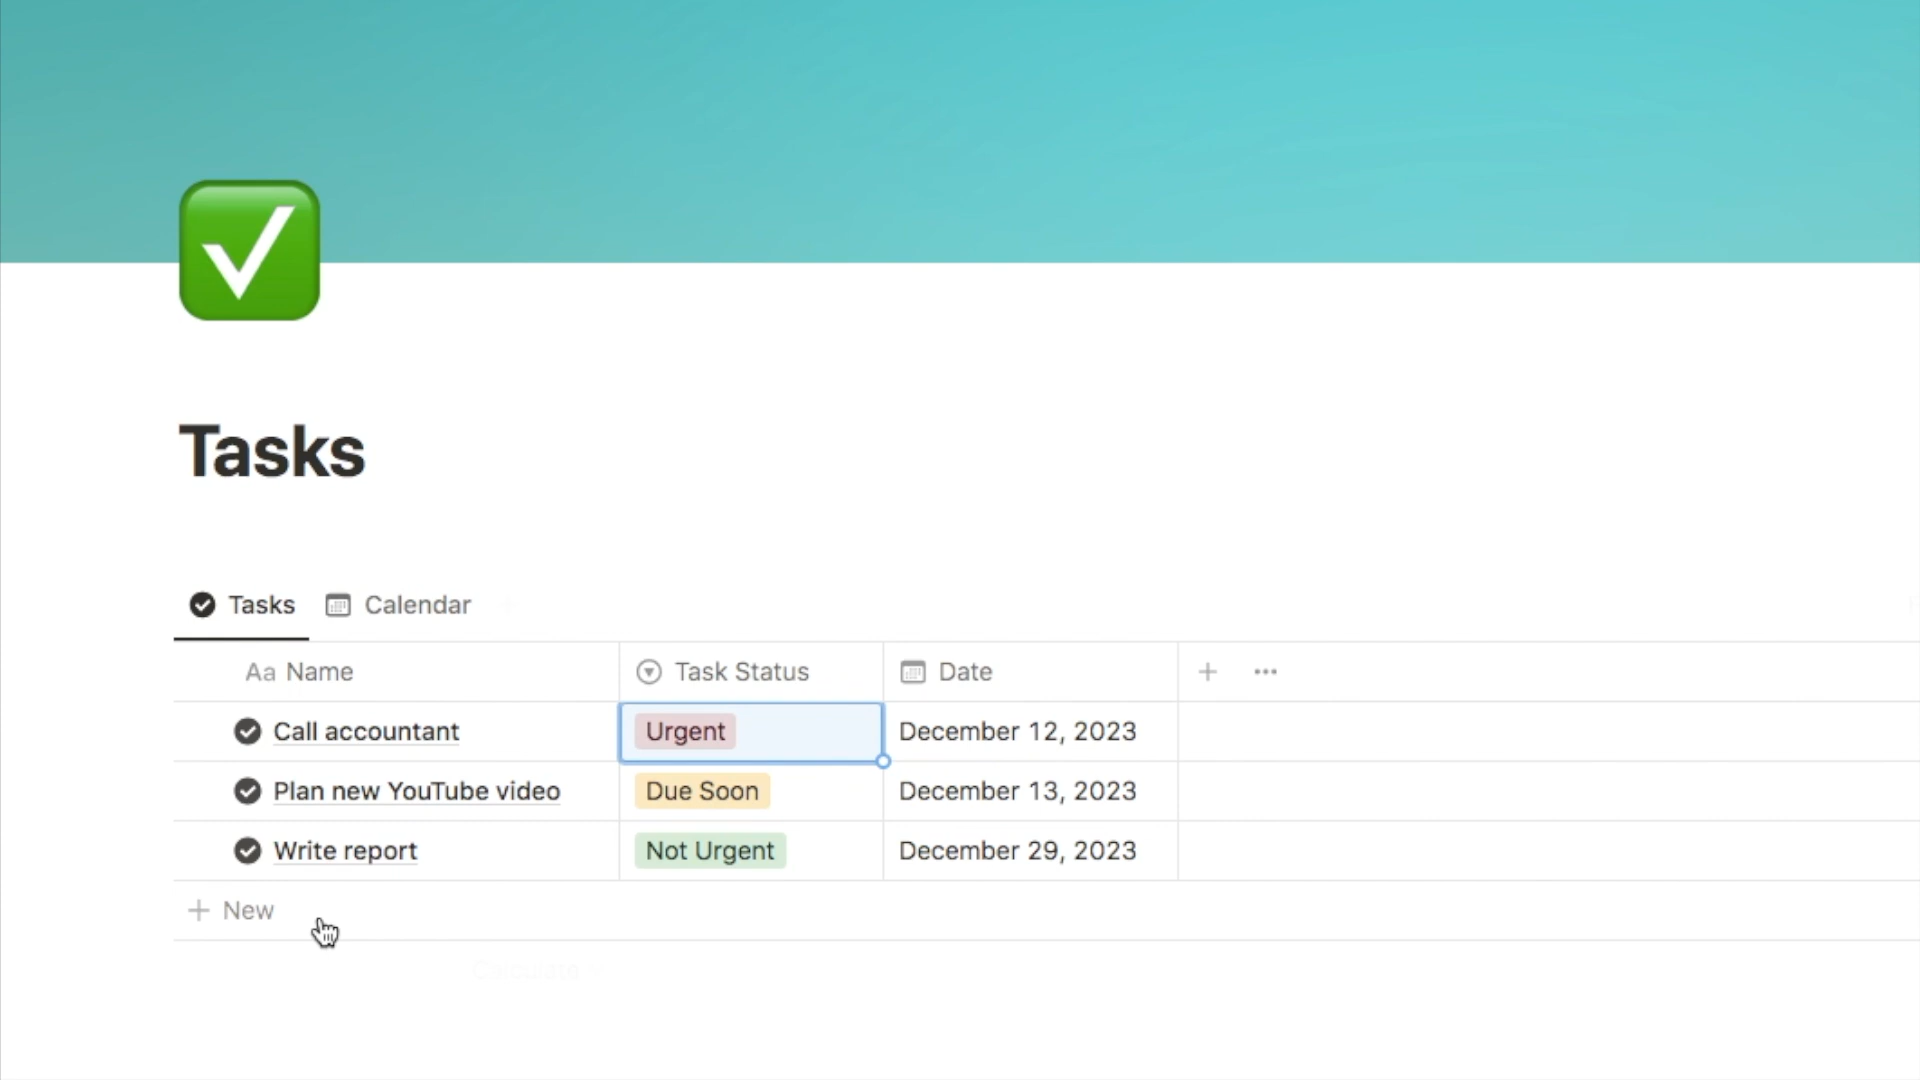 Tasks
Tasks Calendar
Aa Name Task Status Date
Call accountant Urgent December 12, 2023
Plan new YouTube video Due Soon December 13, 2023
Write report Not Urgent December 29, 2023
+ New
Calculate